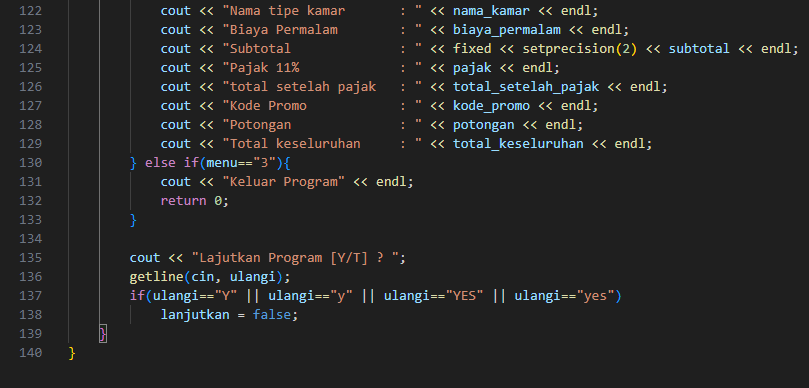 122 cout << "Nama tipe kamar       : " << nama_kamar << endl;
123 cout << "Biaya Permalam        : " << biaya_permalam << endl;
124 cout << "Subtotal              : " << fixed << setprecision(2) << subtotal << endl;
125 cout << "Pajak 11%             : " << pajak << endl;
126 cout << "total setelah pajak   : " << total_setelah_pajak << endl;
127 cout << "Kode Promo            : " << kode_promo << endl;
128 cout << "Potongan              : " << potongan << endl;
129 cout << "Total keseluruhan     : " << total_keseluruhan << endl;
130 } else if(menu=="3"){
131 cout << "Keluar Program" << endl;
132 return 0;
133 }
134
135 cout << "Lajutkan Program [Y/T] ? ";
136 getline(cin, ulangi);
137 if(ulangi=="Y" || ulangi=="y" || ulangi=="YES" || ulangi=="yes")
138 lanjutkan = false;
139 }
140 }